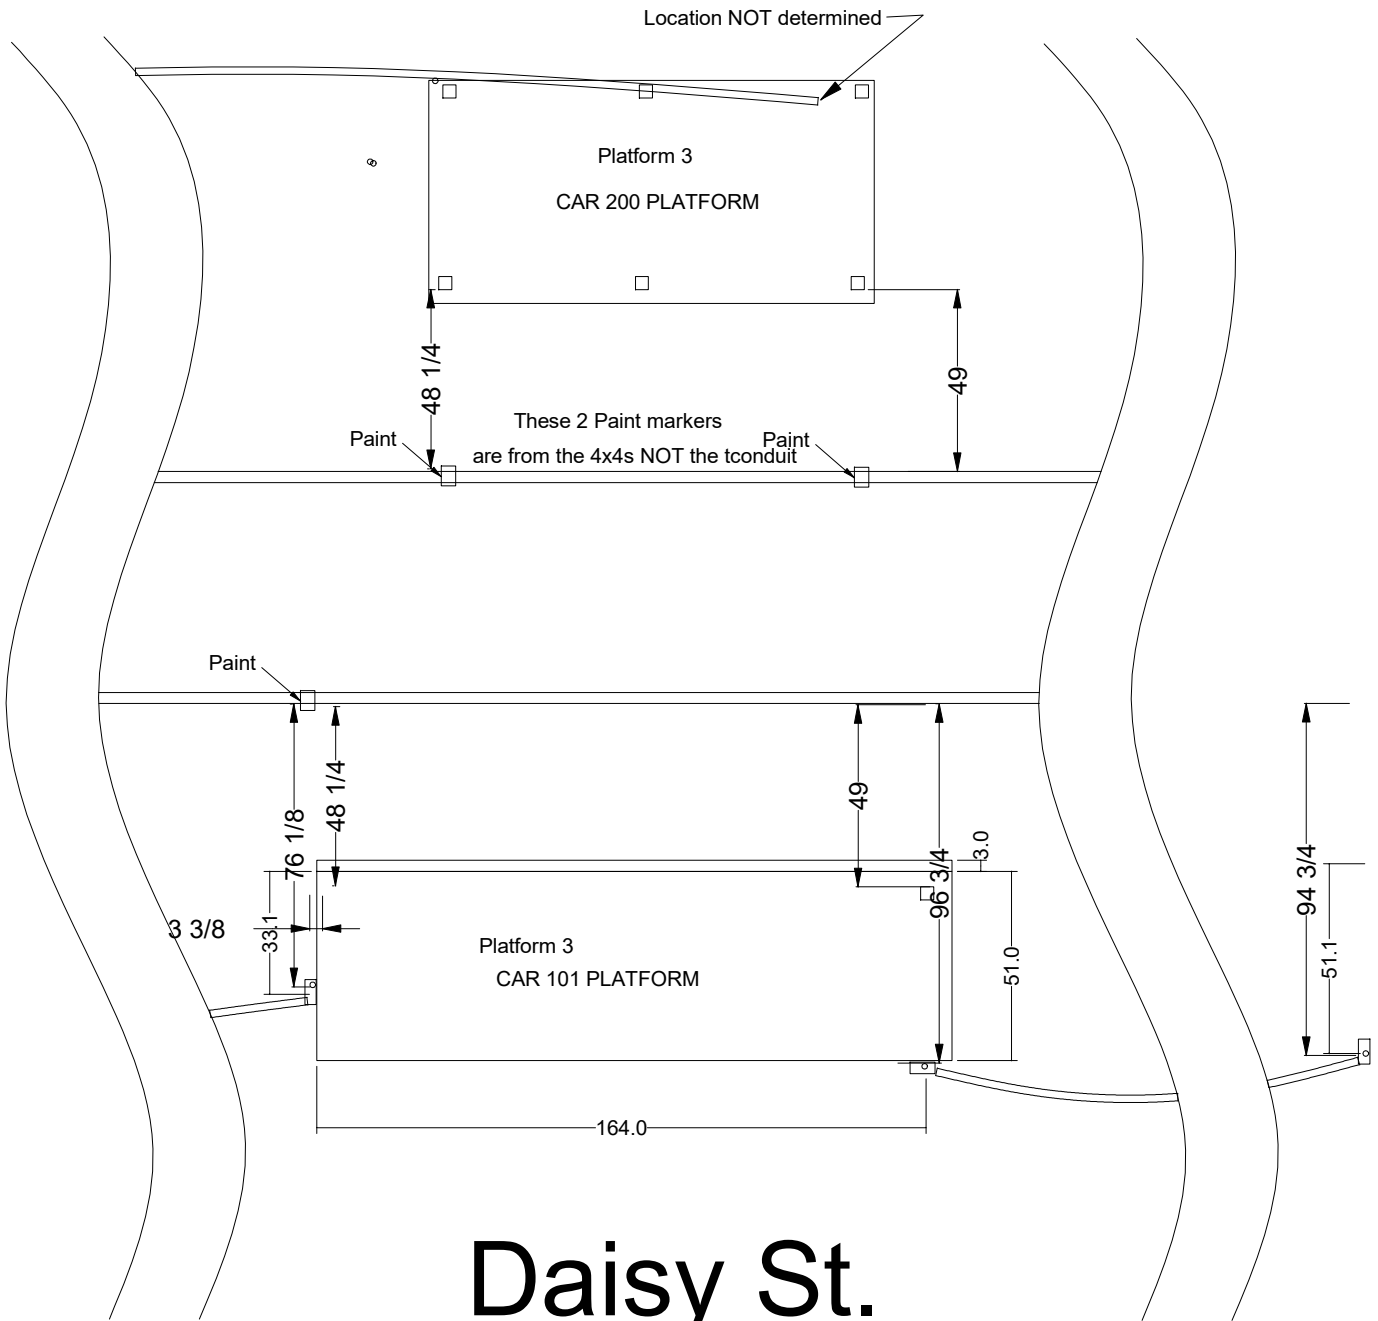 Location NOT determined
Platform 3
CAR 200 PLATFORM
48 1/4
49
These 2 Paint markers
Paint
Paint
are from the 4x4s NOT the tconduit
Paint
76 1/8
48 1/4
49
96 3/4
3.0
94 3/4
3 3/8
33.1
Platform 3
CAR 101 PLATFORM
51.0
51.1
164.0
Daisy St.